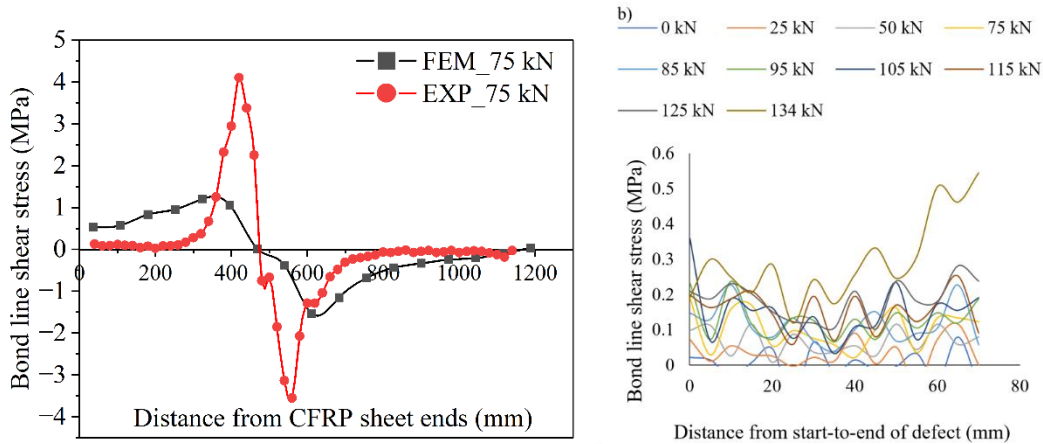 5
4
3
2
1
0
−1
−2
−3
−4
0
200
400
600
800
1000
1200
FEM_75 kN
EXP_75 kN
Bond line shear stress (MPa)
Distance from CFRP sheet ends (mm)
b)
0 kN
25 kN
50 kN
75 kN
85 kN
95 kN
105 kN
115 kN
125 kN
134 kN
0.6
0.5
0.4
0.3
0.2
0.1
0
0
20
40
60
80
Bond line shear stress (MPa)
Distance from start-to-end of defect (mm)